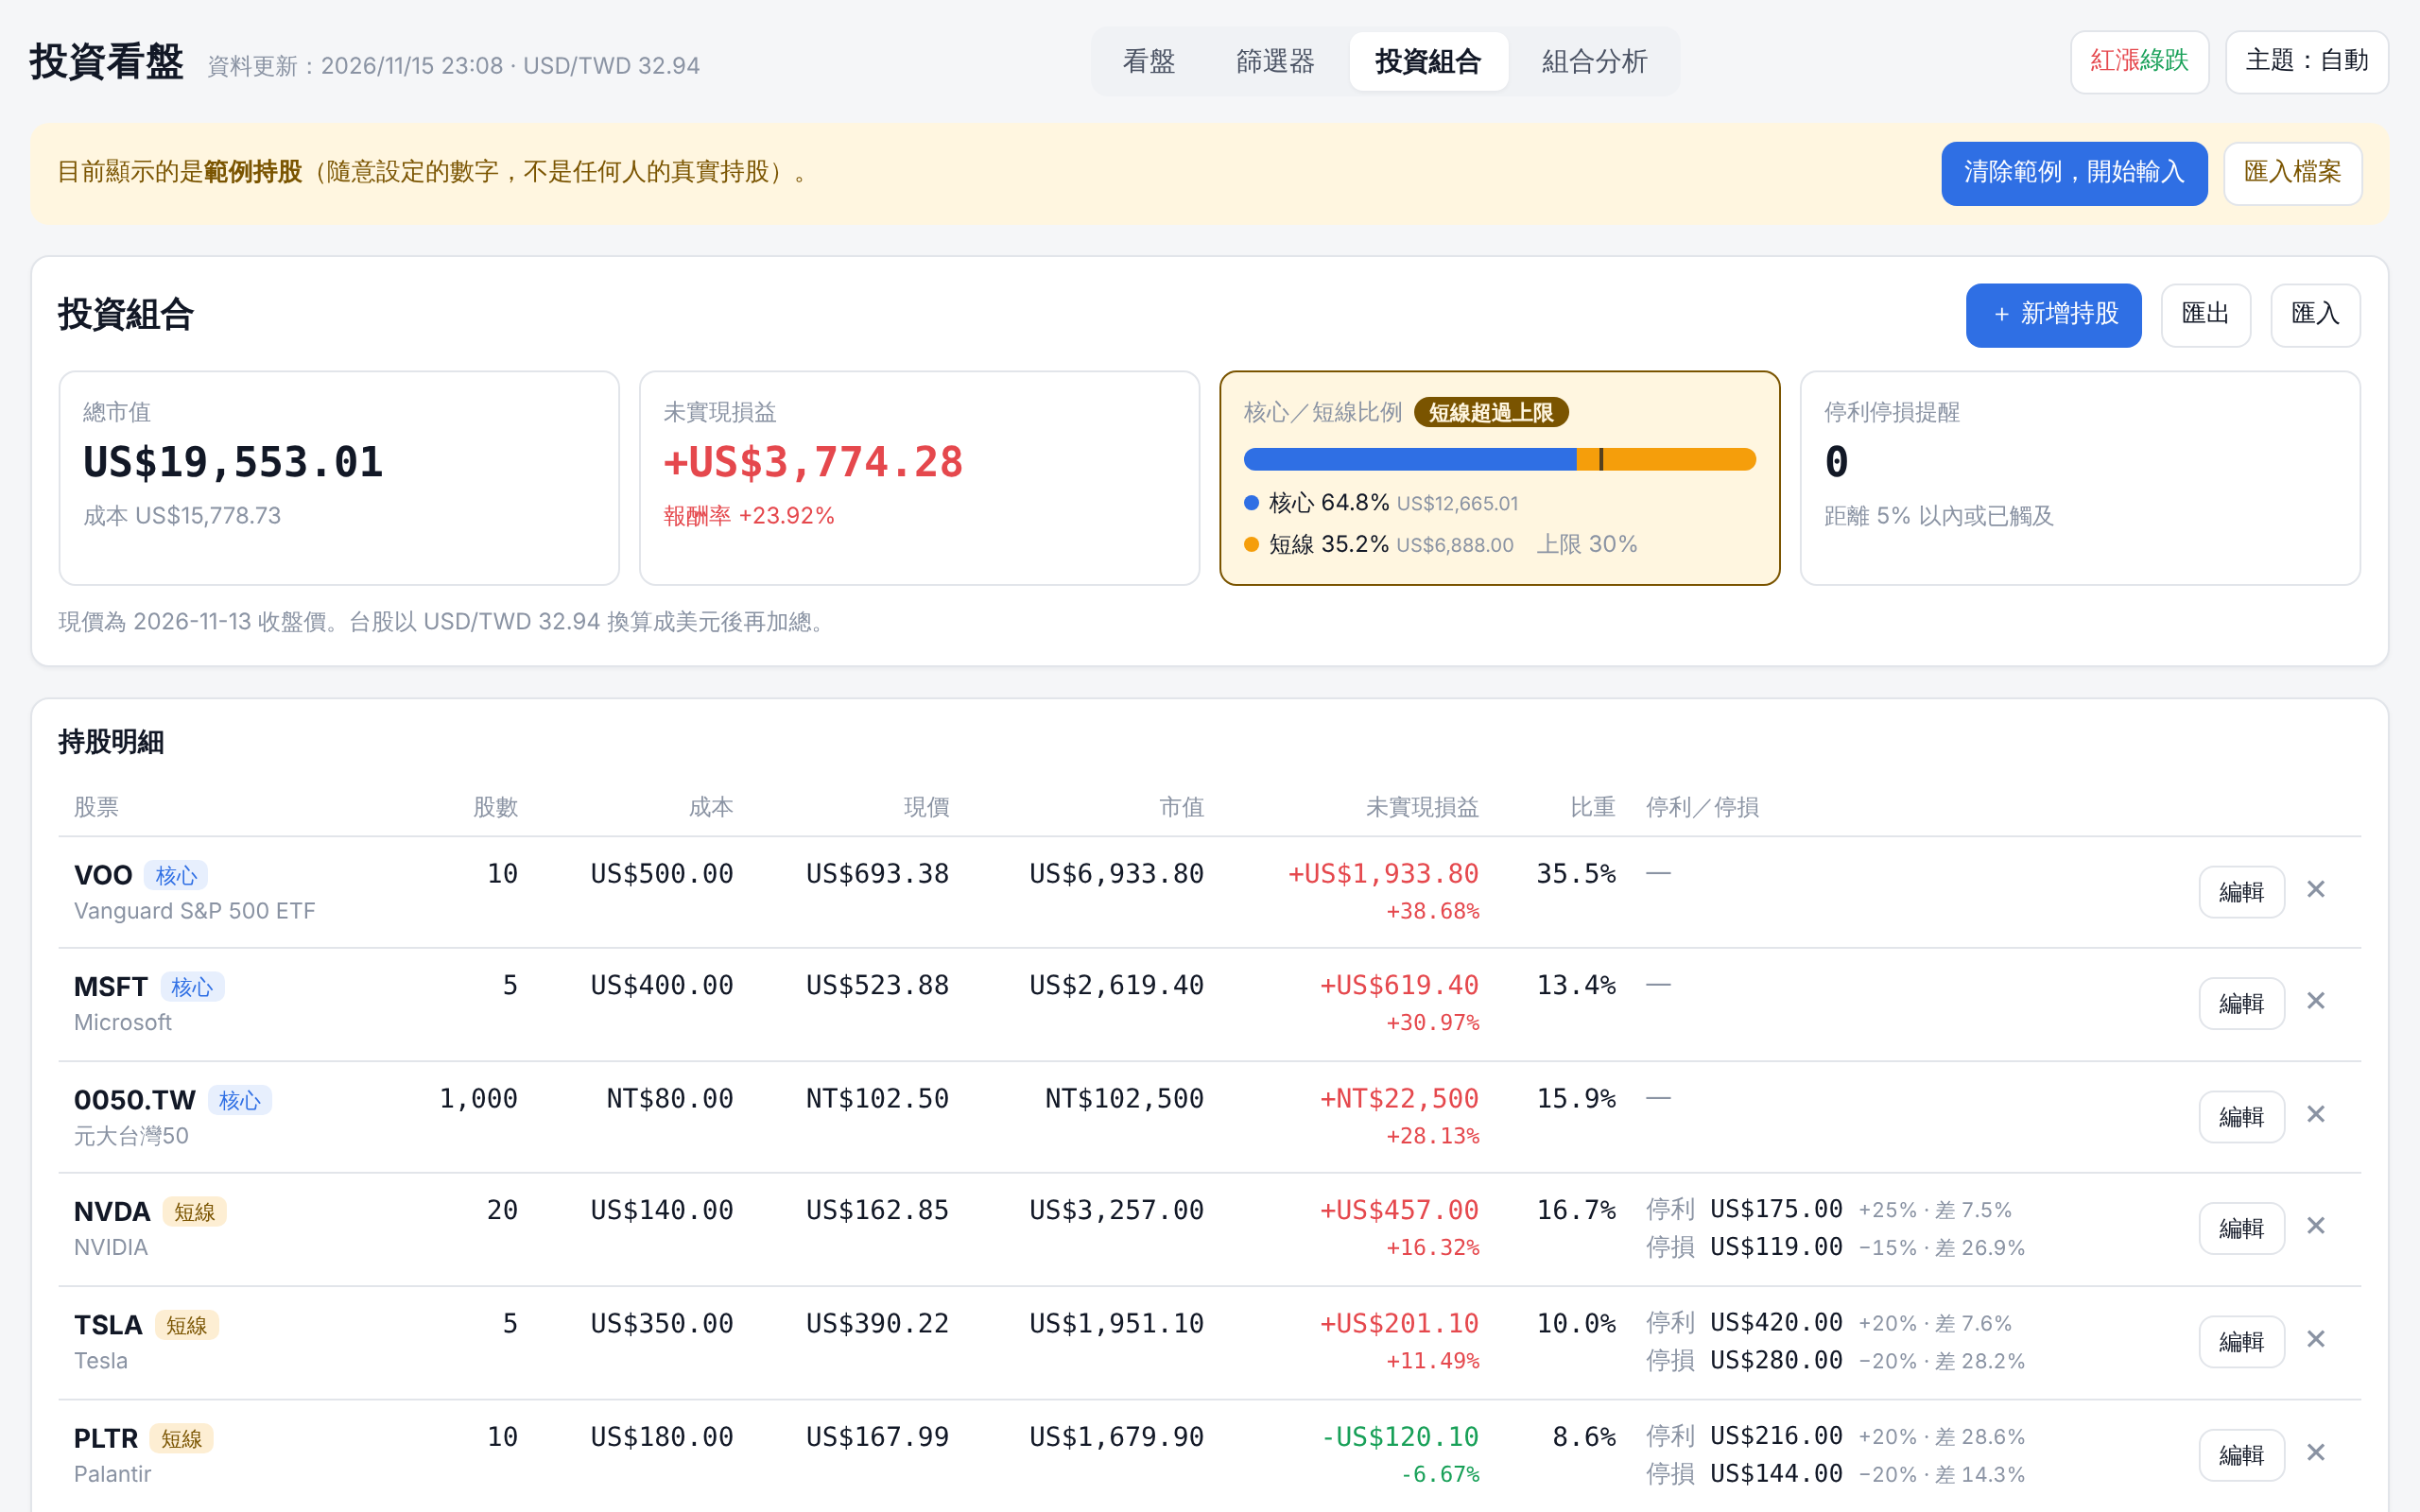 投資看盤 資料更新：2026/11/15 23:08 · USD/TWD 32.94 看盤 篩選器 投資組合 組合分析 紅漲綠跌 主題：自動
目前顯示的是範例持股（隨意設定的數字，不是任何人的真實持股）。 清除範例，開始輸入 匯入檔案
投資組合 ＋ 新增持股 匯出 匯入
總市值
US$19,553.01
成本 US$15,778.73
未實現損益
+US$3,774.28
報酬率 +23.92%
核心／短線比例 短線超過上限
核心 64.8% US$12,665.01
短線 35.2% US$6,888.00 上限 30%
停利停損提醒
0
距離 5% 以內或已觸及
現價為 2026-11-13 收盤價。台股以 USD/TWD 32.94 換算成美元後再加總。
持股明細
股票 股數 成本 現價 市值 未實現損益 比重 停利／停損
VOO 核心 10 US$500.00 US$693.38 US$6,933.80 +US$1,933.80 35.5% — 編輯 ✕
Vanguard S&P 500 ETF +38.68%
MSFT 核心 5 US$400.00 US$523.88 US$2,619.40 +US$619.40 13.4% — 編輯 ✕
Microsoft +30.97%
0050.TW 核心 1,000 NT$80.00 NT$102.50 NT$102,500 +NT$22,500 15.9% — 編輯 ✕
元大台灣50 +28.13%
NVDA 短線 20 US$140.00 US$162.85 US$3,257.00 +US$457.00 16.7% 停利 US$175.00 +25% · 差 7.5% 編輯 ✕
NVIDIA +16.32% 停損 US$119.00 −15% · 差 26.9%
TSLA 短線 5 US$350.00 US$390.22 US$1,951.10 +US$201.10 10.0% 停利 US$420.00 +20% · 差 7.6% 編輯 ✕
Tesla +11.49% 停損 US$280.00 −20% · 差 28.2%
PLTR 短線 10 US$180.00 US$167.99 US$1,679.90 -US$120.10 8.6% 停利 US$216.00 +20% · 差 28.6% 編輯 ✕
Palantir -6.67% 停損 US$144.00 −20% · 差 14.3%